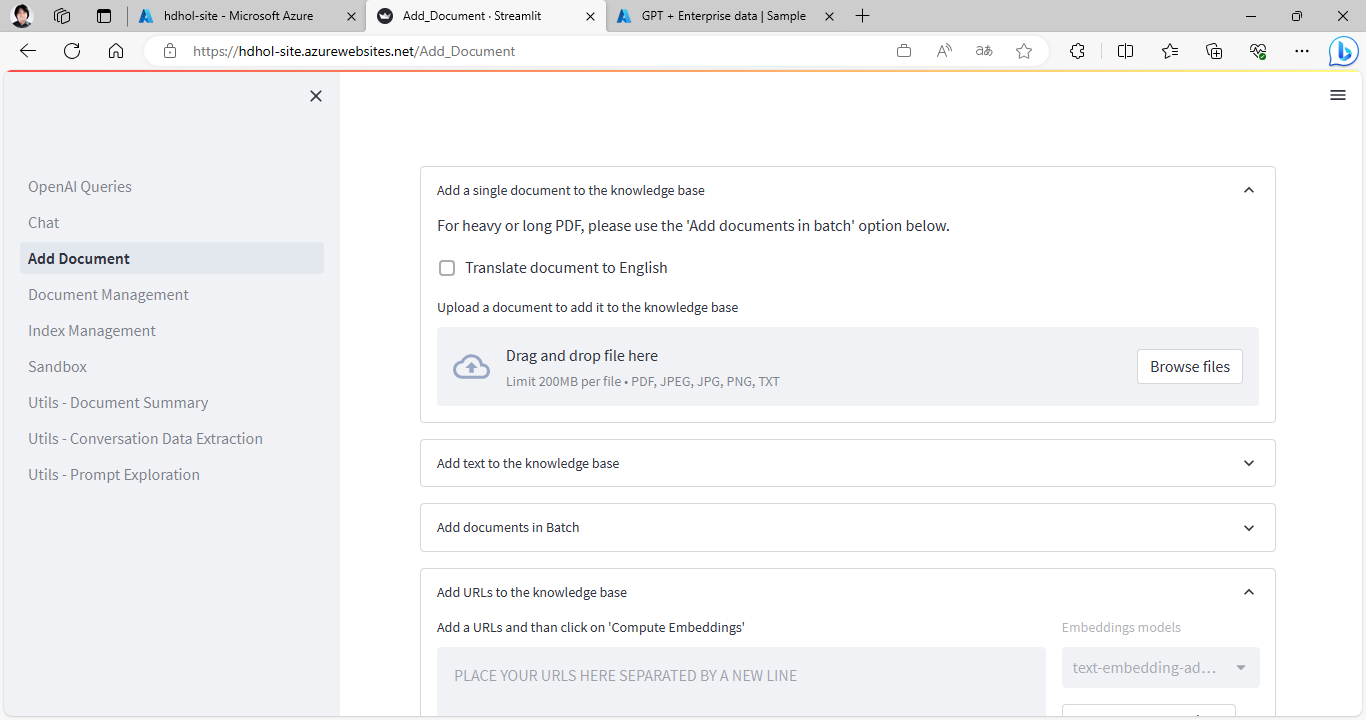 hdhol-site - Microsoft Azure
Add_Document · Streamlit
GPT + Enterprise data | Sample
https://hdhol-site.azurewebsites.net/Add_Document
OpenAI Queries
Chat
Add Document
Document Management
Index Management
Sandbox
Utils - Document Summary
Utils - Conversation Data Extraction
Utils - Prompt Exploration
Add a single document to the knowledge base
For heavy or long PDF, please use the 'Add documents in batch' option below.
Translate document to English
Upload a document to add it to the knowledge base
Drag and drop file here
Limit 200MB per file • PDF, JPEG, JPG, PNG, TXT
Browse files
Add text to the knowledge base
Add documents in Batch
Add URLs to the knowledge base
Add a URLs and than click on 'Compute Embeddings'
Embeddings models
PLACE YOUR URLS HERE SEPARATED BY A NEW LINE
text-embedding-ad...